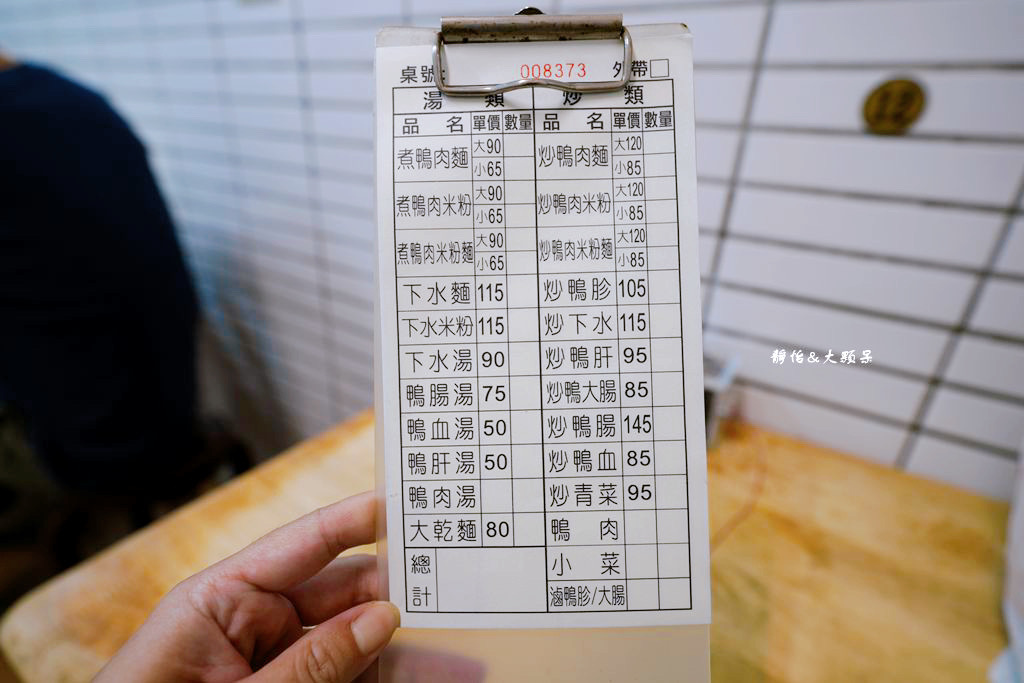 桌號: 008373 外帶
湯類 炒類
品名 單價 數量 品名 單價 數量
煮鴨肉麵 大90 小65 炒鴨肉麵 大120 小85
煮鴨肉米粉 大90 小65 炒鴨肉米粉 大120 小85
煮鴨肉米粉麵 大90 小65 炒鴨肉米粉麵 大120 小85
下水麵 115 炒鴨胗 105
下水米粉 115 炒下水 115
下水湯 90 炒鴨肝 95
鴨腸湯 75 炒鴨大腸 85
鴨血湯 50 炒鴨腸 145
鴨肝湯 50 炒鴨血 85
鴨肉湯 炒青菜 95
大乾麵 80 鴨肉
總計 小菜
滷鴨胗/大腸
12
靜怡&大顆呆